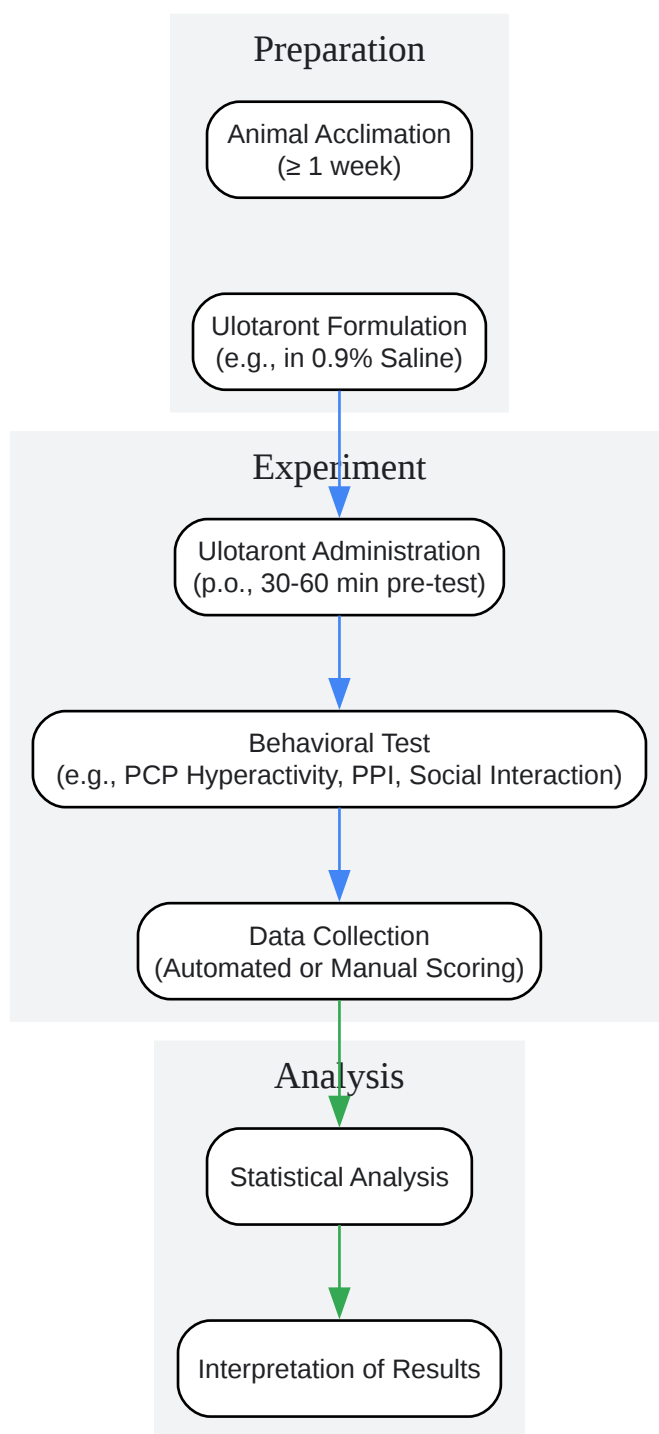 Preparation
Animal Acclimation
(≥ 1 week)
Ulotaront Formulation
(e.g., in 0.9% Saline)
Experiment
Ulotaront Administration
(p.o., 30-60 min pre-test)
Behavioral Test
(e.g., PCP Hyperactivity, PPI, Social Interaction)
Data Collection
(Automated or Manual Scoring)
Analysis
Statistical Analysis
Interpretation of Results